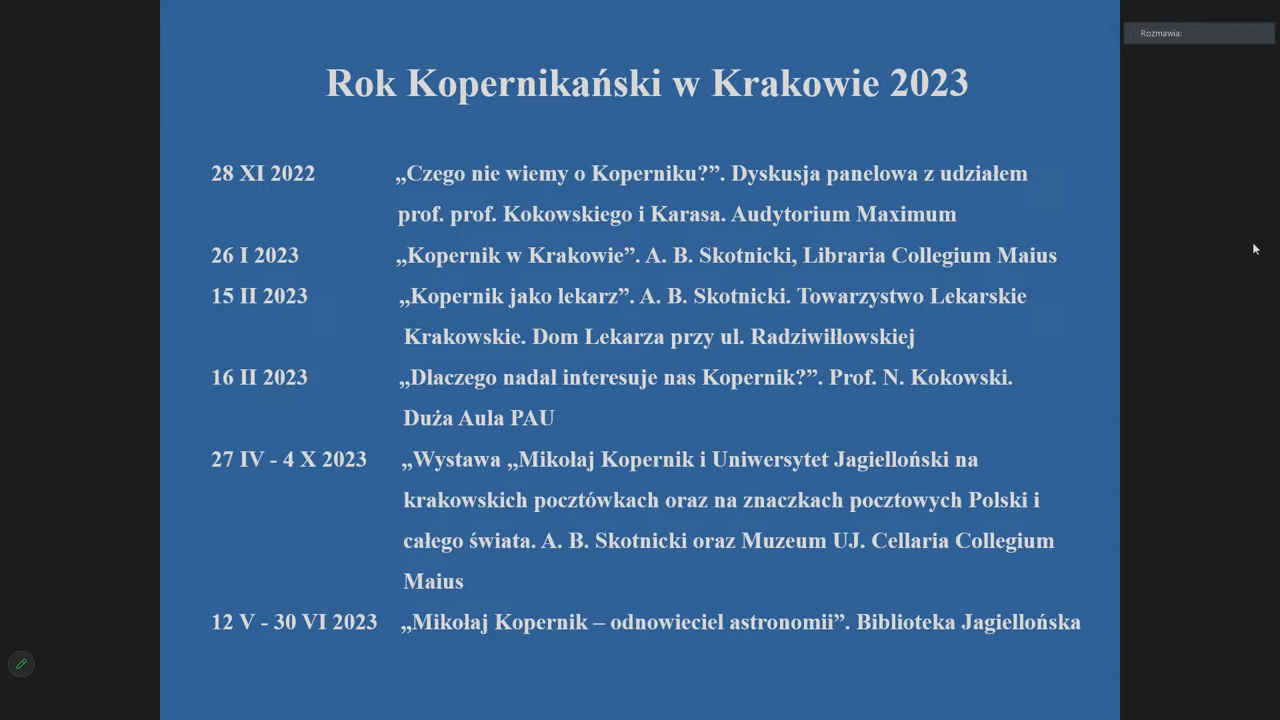 Rozmawia:
Rok Kopernikański w Krakowie 2023
28 XI 2022 „Czego nie wiemy o Koperniku?”. Dyskusja panelowa z udziałem
prof. prof. Kokowskiego i Karasa. Audytorium Maximum
26 I 2023 „Kopernik w Krakowie”. A. B. Skotnicki, Libraria Collegium Maius
15 II 2023 „Kopernik jako lekarz”. A. B. Skotnicki. Towarzystwo Lekarskie
Krakowskie. Dom Lekarza przy ul. Radziwiłłowskiej
16 II 2023 „Dlaczego nadal interesuje nas Kopernik?”. Prof. N. Kokowski.
Duża Aula PAU
27 IV - 4 X 2023 „Wystawa „Mikołaj Kopernik i Uniwersytet Jagielloński na
krakowskich pocztówkach oraz na znaczkach pocztowych Polski i
całego świata. A. B. Skotnicki oraz Muzeum UJ. Cellaria Collegium
Maius
12 V - 30 VI 2023 „Mikołaj Kopernik – odnowieciel astronomii”. Biblioteka Jagiellońska